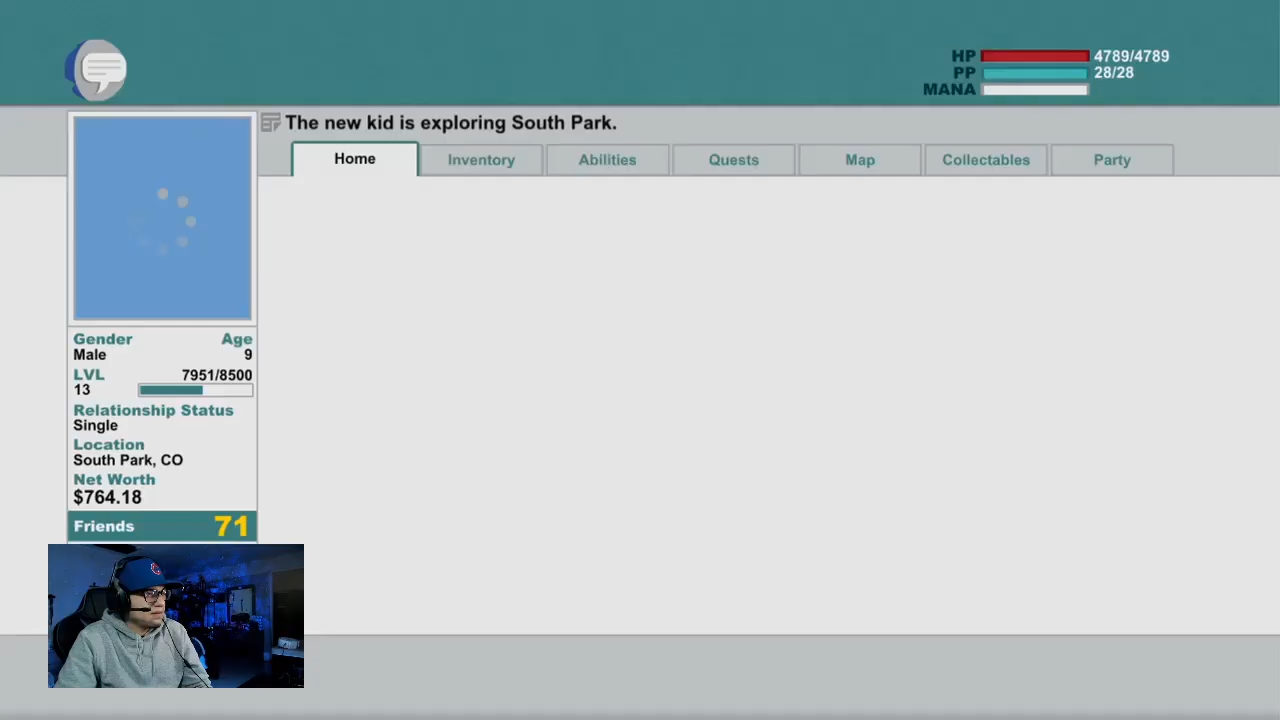 HP 4789/4789
PP 28/28
MANA
The new kid is exploring South Park.
Home Inventory Abilities Quests Map Collectables Party
Gender Age
Male 9
LVL 7951/8500
13
Relationship Status
Single
Location
South Park, CO
Net Worth
$764.18
Friends 71